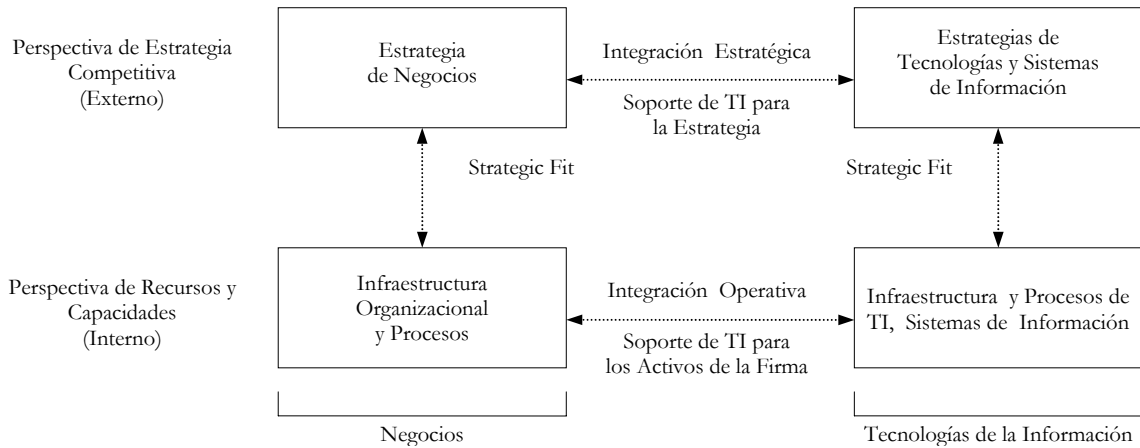 Perspectiva de Estrategia
Competitiva
(Externo)
Estrategia
de Negocios
Integración Estratégica
Soporte de TI para
la Estrategia
Estrategias de
Tecnologías y Sistemas
de Información
Strategic Fit
Strategic Fit
Perspectiva de Recursos y
Capacidades
(Interno)
Infraestructura
Organizacional
y Procesos
Integración Operativa
Soporte de TI para
los Activos de la Firma
Infraestructura y Procesos de
TI, Sistemas de Información
Negocios
Tecnologías de la Información